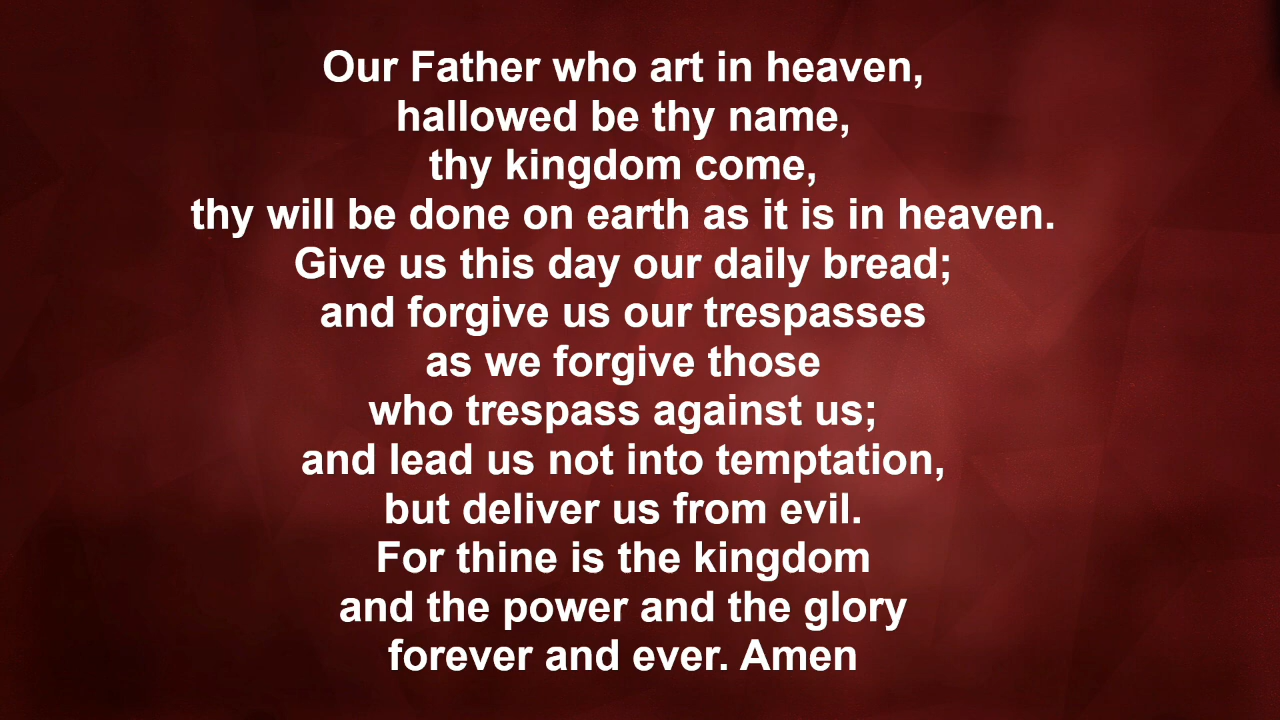 Our Father who art in heaven,
hallowed be thy name,
thy kingdom come,
thy will be done on earth as it is in heaven.
Give us this day our daily bread;
and forgive us our trespasses
as we forgive those
who trespass against us;
and lead us not into temptation,
but deliver us from evil.
For thine is the kingdom
and the power and the glory
forever and ever. Amen